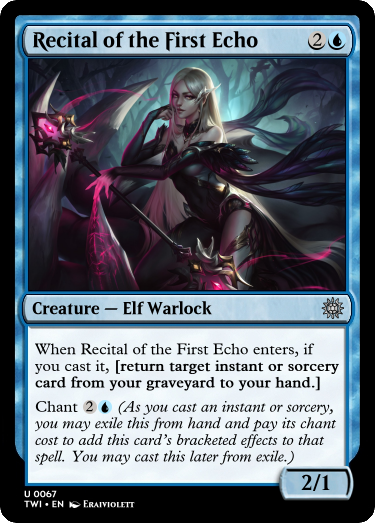 Recital of the First Echo 2
When Recital of the First Echo enters, if
you cast it, [return target instant or sorcery
card from your graveyard to your hand.]
Chant 2 (As you cast an instant or sorcery,
you may exile this from hand and pay its chant
cost to add this card's bracketed effects to that
spell. You may cast this later from exile.)
Creature — Elf Warlock
2/1
U 0067
TWI • EN Eraiviolett